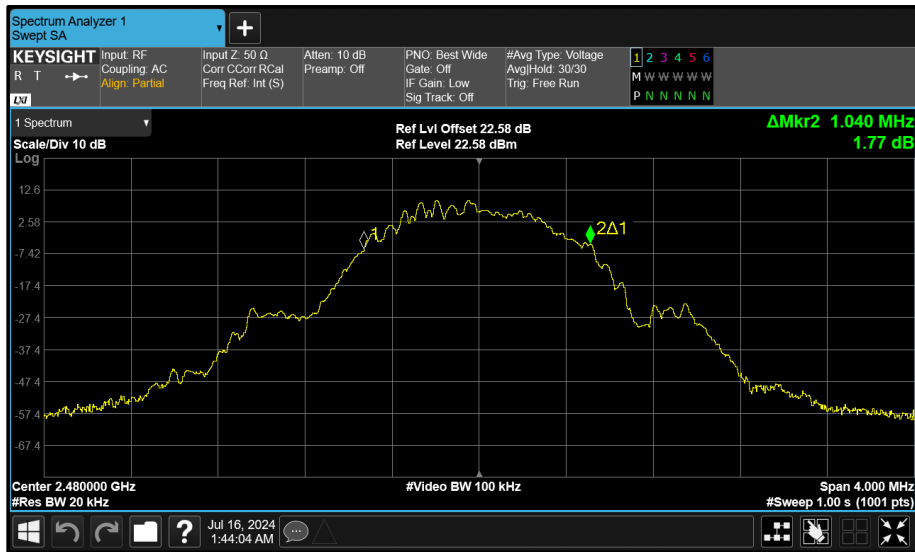 Spectrum Analyzer 1
Swept SA
+
KEYSIGHT
R T
LXI
Input: RF
Coupling: AC
Align: Partial
Input Z: 50 Ω
Corr CCorr RCal
Freq Ref: Int (S)
Atten: 10 dB
Preamp: Off
PNO: Best Wide
Gate: Off
IF Gain: Low
Sig Track: Off
#Avg Type: Voltage
Avg|Hold: 30/30
Trig: Free Run
1 2 3 4 5 6
M W W W W W
P N N N N N
1 Spectrum
Scale/Div 10 dB
Ref Lvl Offset 22.58 dB
Ref Level 22.58 dBm
ΔMkr2 1.040 MHz
1.77 dB
Log
12.6
2.58
-7.42
-17.4
-27.4
-37.4
-47.4
-57.4
-67.4
1
2Δ1
Center 2.480000 GHz
#Video BW 100 kHz
Span 4.000 MHz
#Res BW 20 kHz
#Sweep 1.00 s (1001 pts)
?
Jul 16, 2024
1:44:04 AM